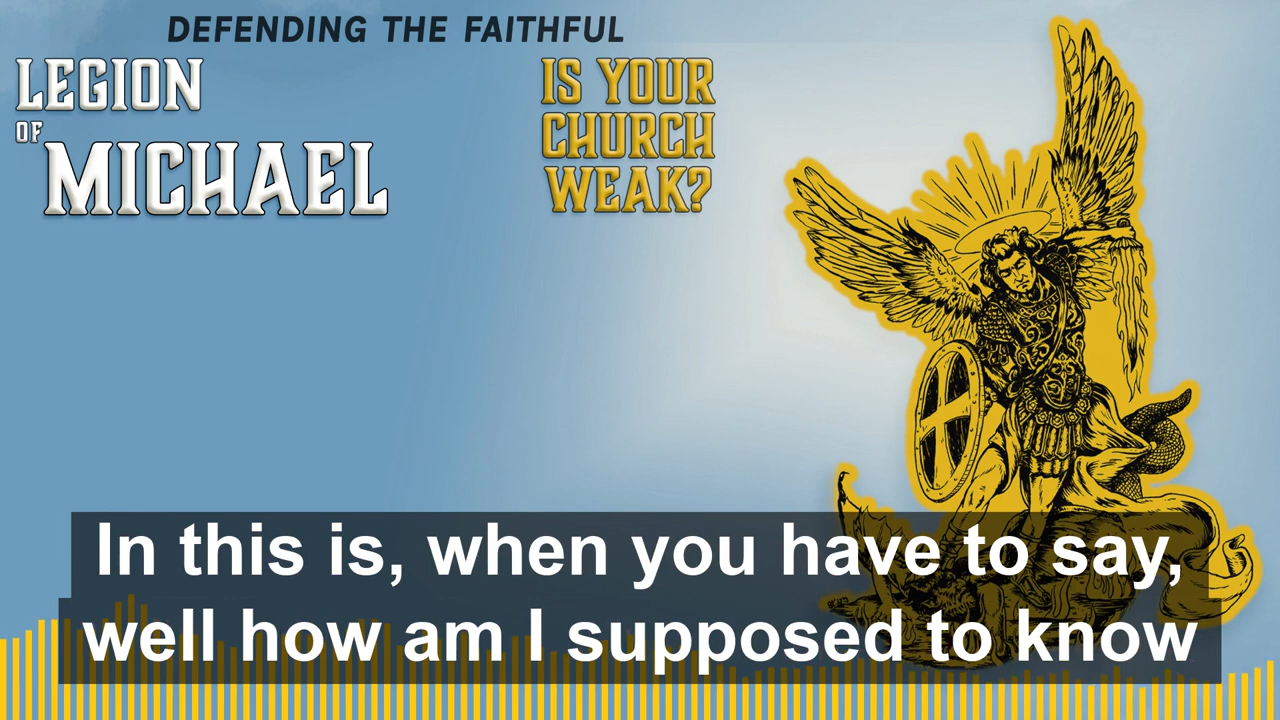 DEFENDING THE FAITHFUL
LEGION
OF
MICHAEL
IS YOUR
CHURCH
WEAK?
In this is, when you have to say,
well how am I supposed to know